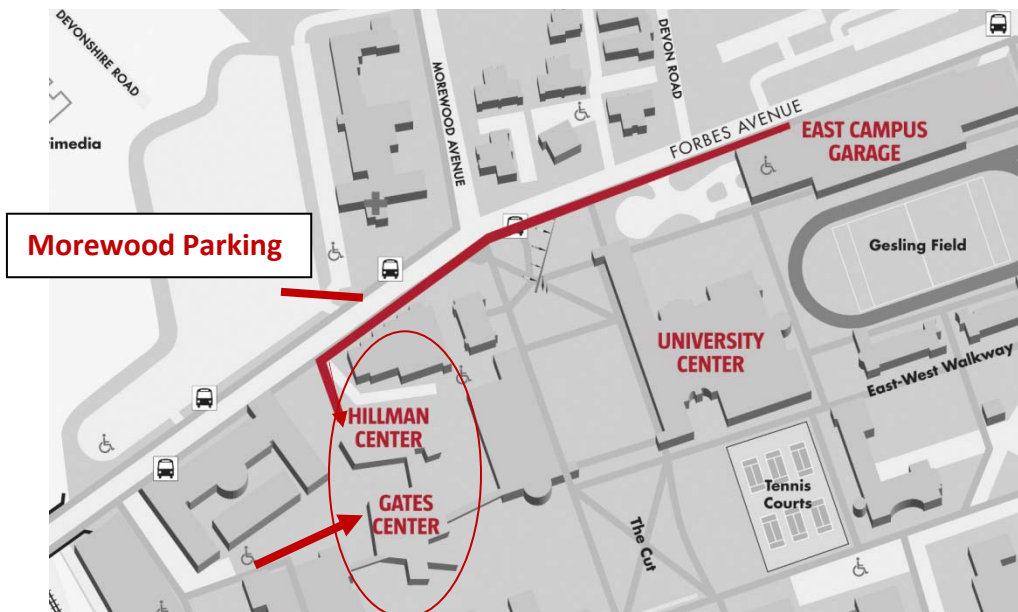 DEVONSHIRE ROAD
imedia
MOREWOOD AVENUE
DEVON ROAD
FORBES AVENUE
EAST CAMPUS
GARAGE
Morewood Parking
Gesling Field
UNIVERSITY
CENTER
East-West Walkway
HILLMAN
CENTER
Tennis
Courts
GATES
CENTER
The Cut